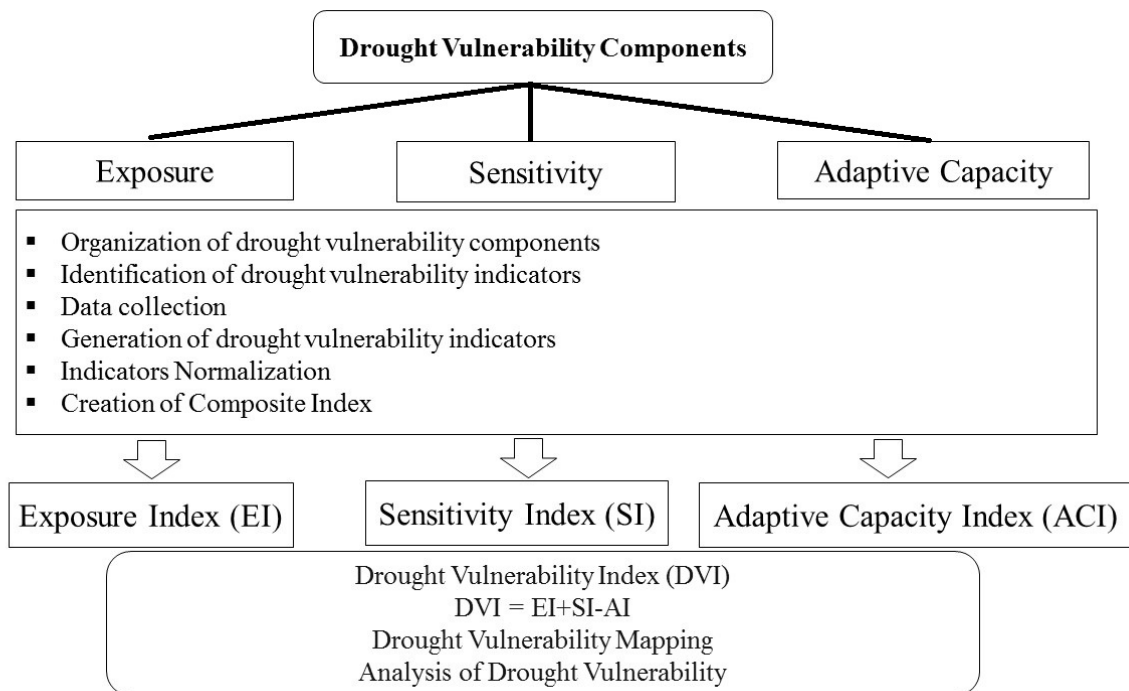 Drought Vulnerability Components
Exposure
Sensitivity
Adaptive Capacity
▪ Organization of drought vulnerability components
▪ Identification of drought vulnerability indicators
▪ Data collection
▪ Generation of drought vulnerability indicators
▪ Indicators Normalization
▪ Creation of Composite Index
Exposure Index (EI)
Sensitivity Index (SI)
Adaptive Capacity Index (ACI)
Drought Vulnerability Index (DVI)
DVI = EI+SI-AI
Drought Vulnerability Mapping
Analysis of Drought Vulnerability